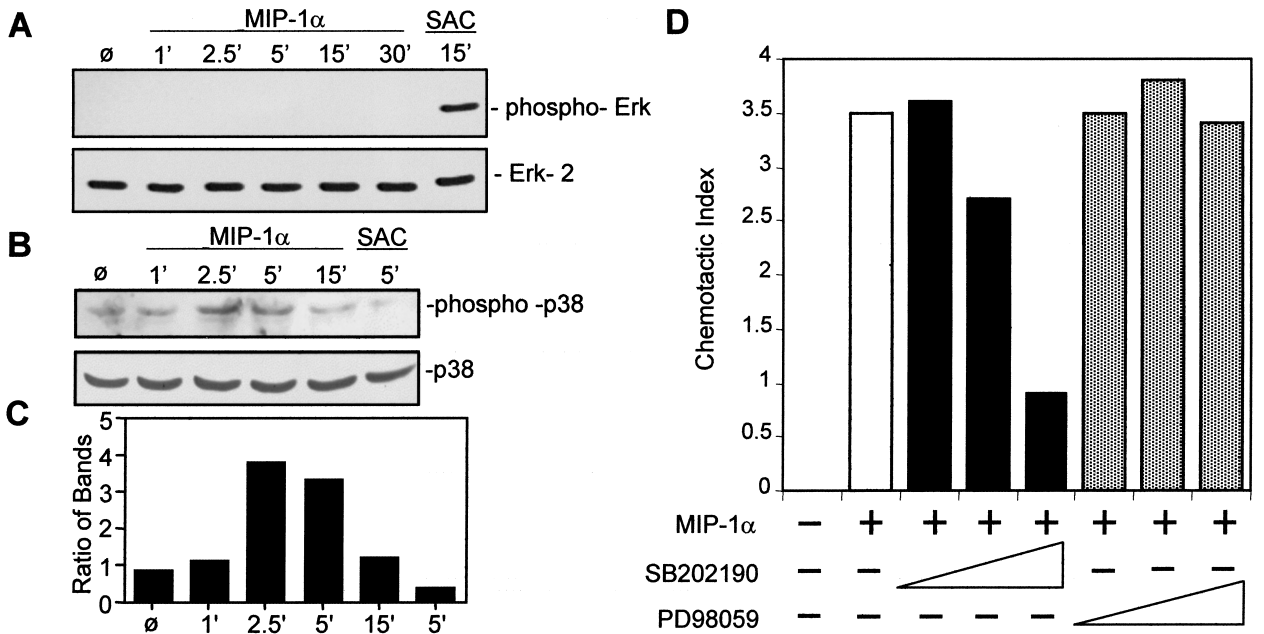 A
MIP-1α SAC
ø 1’ 2.5’ 5’ 15’ 30’ 15’
- phospho- Erk
- Erk- 2
B
MIP-1α SAC
ø 1’ 2.5’ 5’ 15’ 5’
-phospho -p38
-p38
C
Ratio of Bands
5
4
3
2
1
0
ø 1’ 2.5’ 5’ 15’ 5’
D
Chemotactic Index
4
3.5
3
2.5
2
1.5
1
0.5
0
MIP-1α − + + + + + + +
SB202190 − − − − −
PD98059 − − − − −